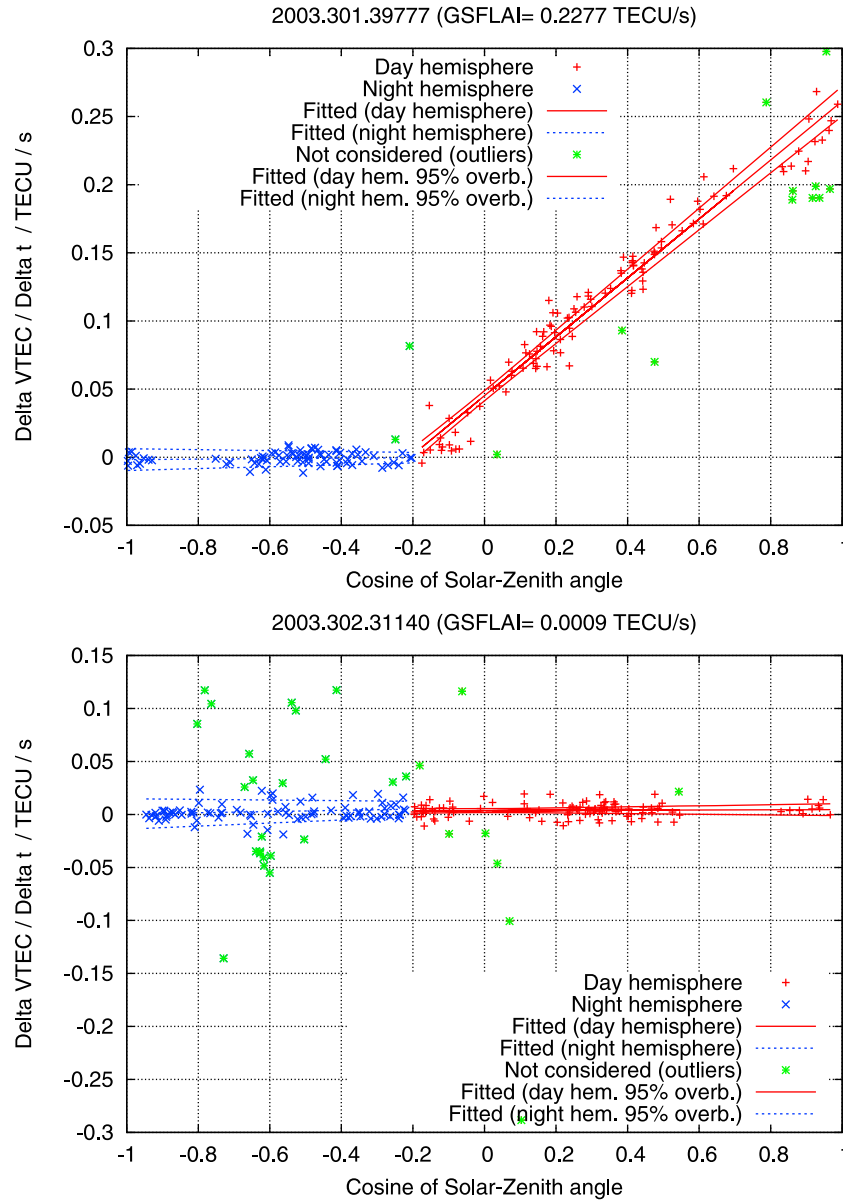 2003.301.39777 (GSFLAI= 0.2277 TECU/s)
0.3
0.25
0.2
0.15
0.1
0.05
0
-0.05
Delta VTEC / Delta t  / TECU / s
Day hemisphere
Night hemisphere
Fitted (day hemisphere)
Fitted (night hemisphere)
Not considered (outliers)
Fitted (day hem. 95% overb.)
Fitted (night hem. 95% overb.)
-1 -0.8 -0.6 -0.4 -0.2 0 0.2 0.4 0.6 0.8 1
Cosine of Solar-Zenith angle
2003.302.31140 (GSFLAI= 0.0009 TECU/s)
0.15
0.1
0.05
0
-0.05
-0.1
-0.15
-0.2
-0.25
-0.3
Delta VTEC / Delta t  / TECU / s
Day hemisphere
Night hemisphere
Fitted (day hemisphere)
Fitted (night hemisphere)
Not considered (outliers)
Fitted (day hem. 95% overb.)
Fitted (night hem. 95% overb.)
-1 -0.8 -0.6 -0.4 -0.2 0 0.2 0.4 0.6 0.8 1
Cosine of Solar-Zenith angle